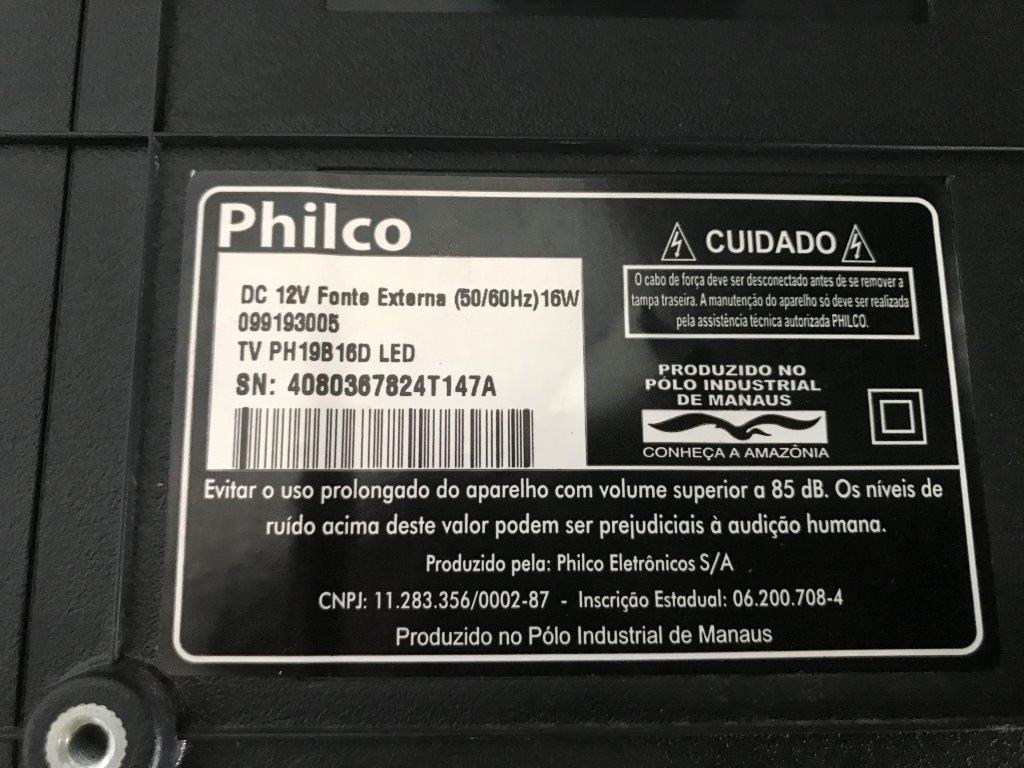 Philco
DC 12V Fonte Externa (50/60Hz)16W
099193005
TV PH19B16D LED
SN: 4080367824T147A
CUIDADO
O cabo de força deve ser desconectado antes de se remover a
tampa traseira. A manutenção do aparelho só deve ser realizada
pela assistência técnica autorizada PHILCO.
PRODUZIDO NO
PÓLO INDUSTRIAL
DE MANAUS
CONHEÇA A AMAZÔNIA
Evitar o uso prolongado do aparelho com volume superior a 85 dB. Os níveis de
ruído acima deste valor podem ser prejudiciais à audição humana.
Produzido pela: Philco Eletrônicos S/A
CNPJ: 11.283.356/0002-87 - Inscrição Estadual: 06.200.708-4
Produzido no Pólo Industrial de Manaus